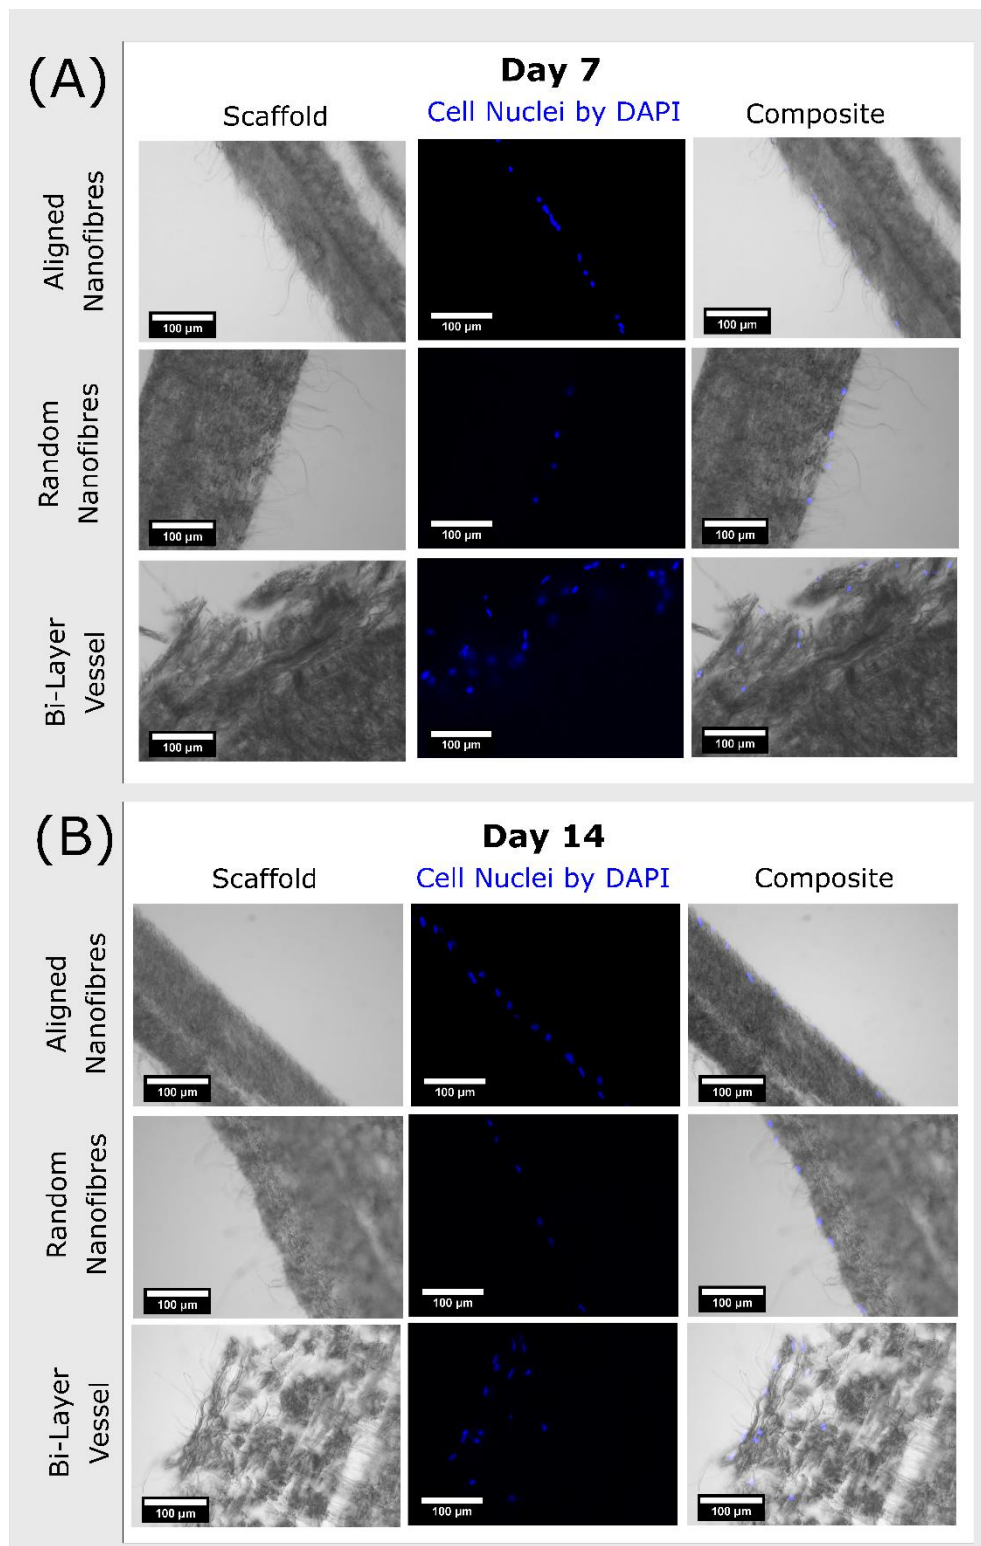 (A)
Day 7
Scaffold
Cell Nuclei by DAPI
Composite
Aligned
Nanofibres
100 µm
100 µm
100 µm
Random
Nanofibres
100 µm
100 µm
100 µm
Bi-Layer
Vessel
100 µm
100 µm
100 µm
(B)
Day 14
Scaffold
Cell Nuclei by DAPI
Composite
Aligned
Nanofibres
100 µm
100 µm
100 µm
Random
Nanofibres
100 µm
100 µm
100 µm
Bi-Layer
Vessel
100 µm
100 µm
100 µm